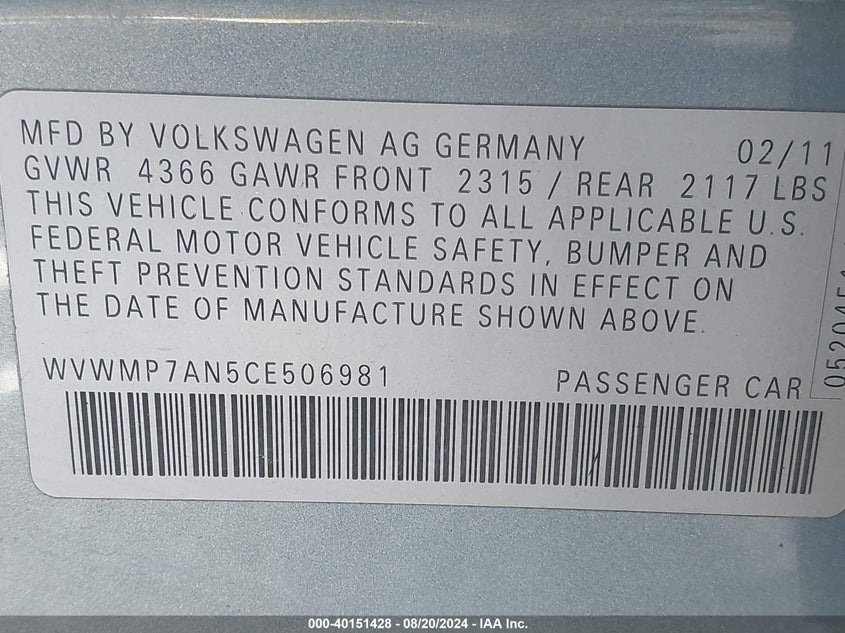 MFD BY VOLKSWAGEN AG GERMANY 02/11
GVWR 4366 GAWR FRONT 2315 / REAR 2117 LBS
THIS VEHICLE CONFORMS TO ALL APPLICABLE U.S.
FEDERAL MOTOR VEHICLE SAFETY, BUMPER AND
THEFT PREVENTION STANDARDS IN EFFECT ON
THE DATE OF MANUFACTURE SHOWN ABOVE.
WVWMP7AN5CE506981 PASSENGER CAR
000-40151428 - 08/20/2024 - IAA Inc.